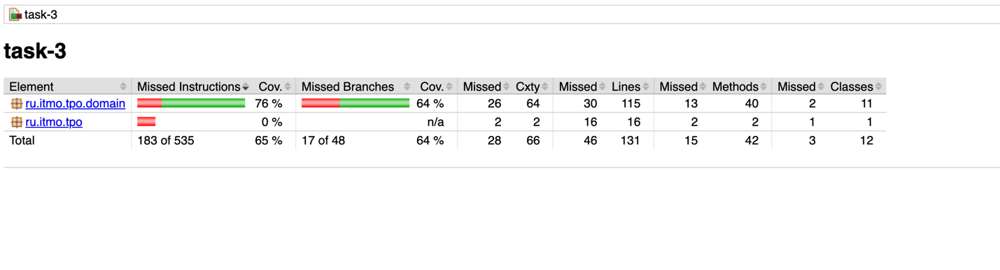 task-3
task-3
Element Missed Instructions Cov. Missed Branches Cov. Missed Cxty Missed Lines Missed Methods Missed Classes
ru.itmo.tpo.domain 76 % 64 % 26 64 30 115 13 40 2 11
ru.itmo.tpo 0 % n/a 2 2 16 16 2 2 1 1
Total 183 of 535 65 % 17 of 48 64 % 28 66 46 131 15 42 3 12